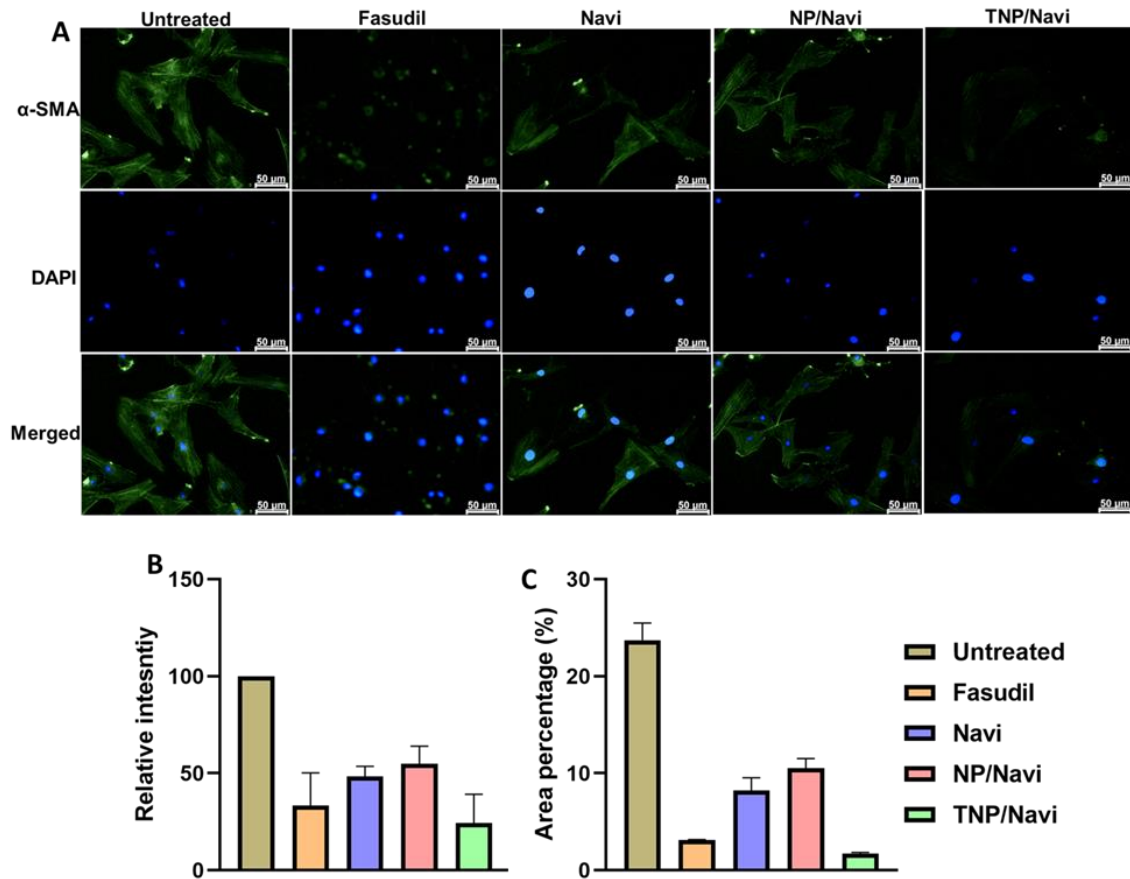 A
Untreated Fasudil Navi NP/Navi TNP/Navi
α-SMA
50 µm 50 µm 50 µm 50 µm 50 µm
DAPI
50 µm 50 µm 50 µm 50 µm 50 µm
Merged
50 µm 50 µm 50 µm 50 µm 50 µm
B
Relative intesntiy
150
100
50
0
C
Area percentage (%)
30
20
10
0
Untreated
Fasudil
Navi
NP/Navi
TNP/Navi